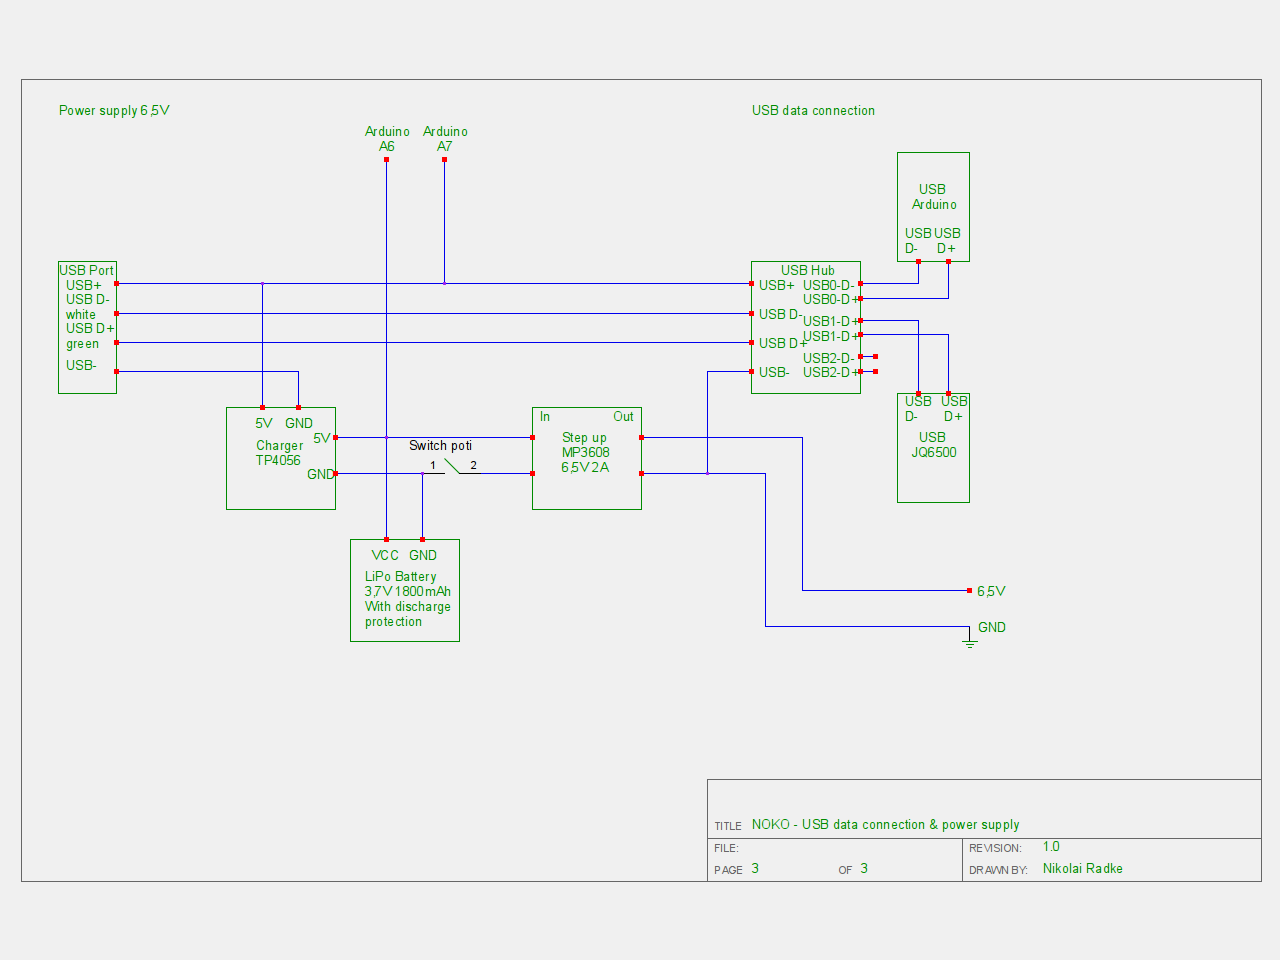 Power supply 6,5V
USB data connection
Arduino
A6
Arduino
A7
USB
Arduino
USB USB
D- D+
USB Port
USB+
USB D-
white
USB D+
green
USB-
USB Hub
USB+ USB0-D-
USB0-D+
USB D-
USB1-D+
USB1-D+
USB D+
USB2-D-
USB- USB2-D+
5V GND
5V
Charger
TP4056
GND
Switch poti
1 2
In Out
Step up
MP3608
6,5V 2A
USB USB
D- D+
USB
JQ6500
VCC GND
LiPo Battery
3,7V 1800mAh
With discharge
protection
6,5V
GND
TITLE NOKO - USB data connection & power supply
FILE:
REVISION: 1.0
PAGE 3 OF 3
DRAWN BY: Nikolai Radke